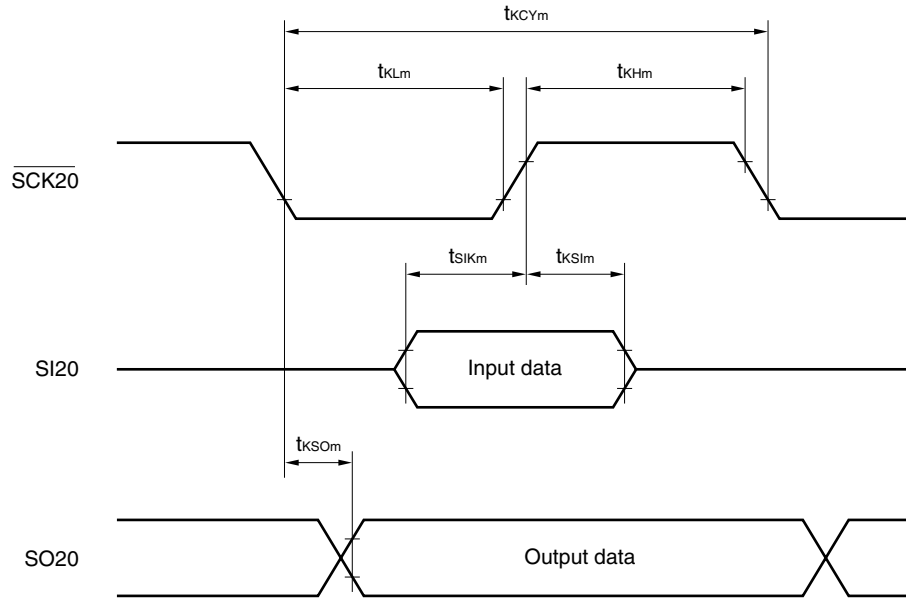 tKCYm
tKLm
tKHm
SCK20
tSIKm
tKSIm
SI20
Input data
tKSOm
SO20
Output data